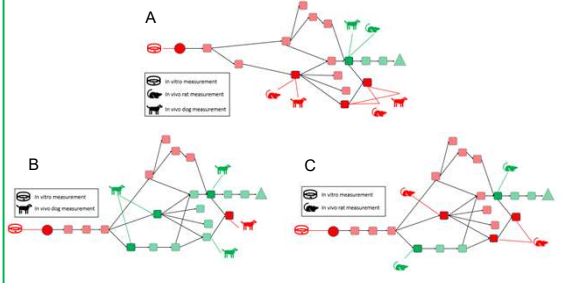 A
In vitro measurement
In vivo rat measurement
In vivo dog measurement
B
In vitro measurement
In vivo dog measurement
C
In vitro measurement
In vivo rat measurement